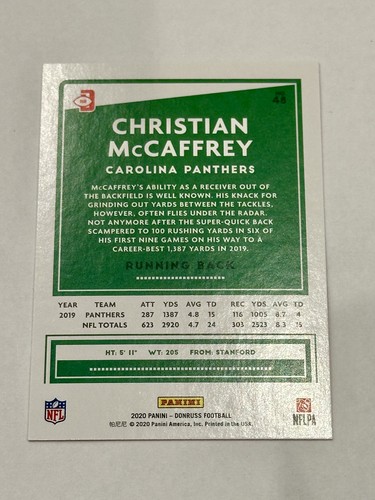 48
CHRISTIAN
McCAFFREY
CAROLINA PANTHERS
McCAFFREY'S ABILITY AS A RECEIVER OUT OF
THE BACKFIELD IS WELL KNOWN. HIS KNACK FOR
GRINDING OUT YARDS BETWEEN THE TACKLES,
HOWEVER, OFTEN FLIES UNDER THE RADAR.
NOT ANYMORE AFTER THE SUPER-QUICK BACK
SCAMPERED TO 100 RUSHING YARDS IN SIX OF
HIS FIRST NINE GAMES ON HIS WAY TO A
CAREER-BEST 1,387 YARDS IN 2019.
RUNNING BACK
YEAR TEAM ATT YDS AVG TD REC YDS AVG TD
2019 PANTHERS 287 1387 4.8 15 116 1005 8.7 4
NFL TOTALS 623 2920 4.7 24 303 2523 8.3 15
HT: 5' 11" WT: 205 FROM: STANFORD
NFL
PANINI
NFLPA
2020 PANINI – DONRUSS FOOTBALL
帕尼尼 © 2020 Panini America, Inc. Printed in the USA.